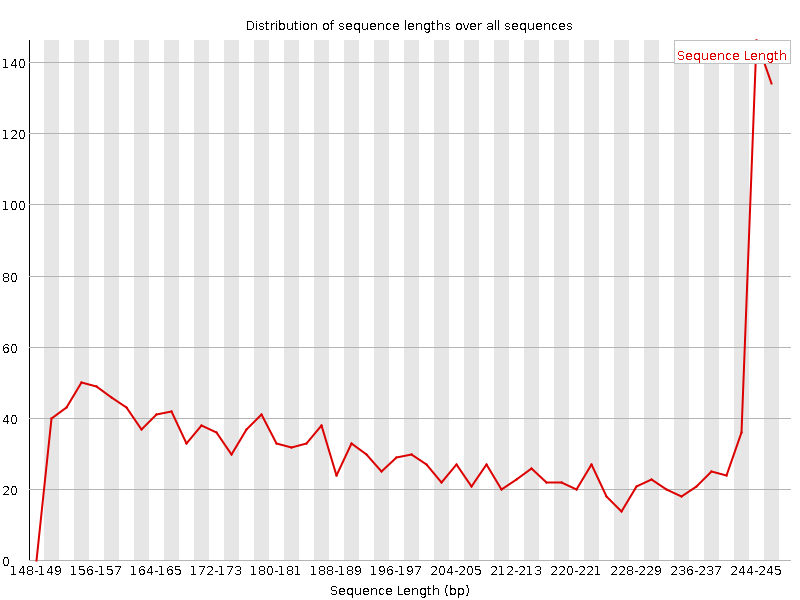 Distribution of sequence lengths over all sequences
Sequence Length
140
120
100
80
60
40
20
0
148-149 156-157 164-165 172-173 180-181 188-189 196-197 204-205 212-213 220-221 228-229 236-237 244-245
Sequence Length (bp)